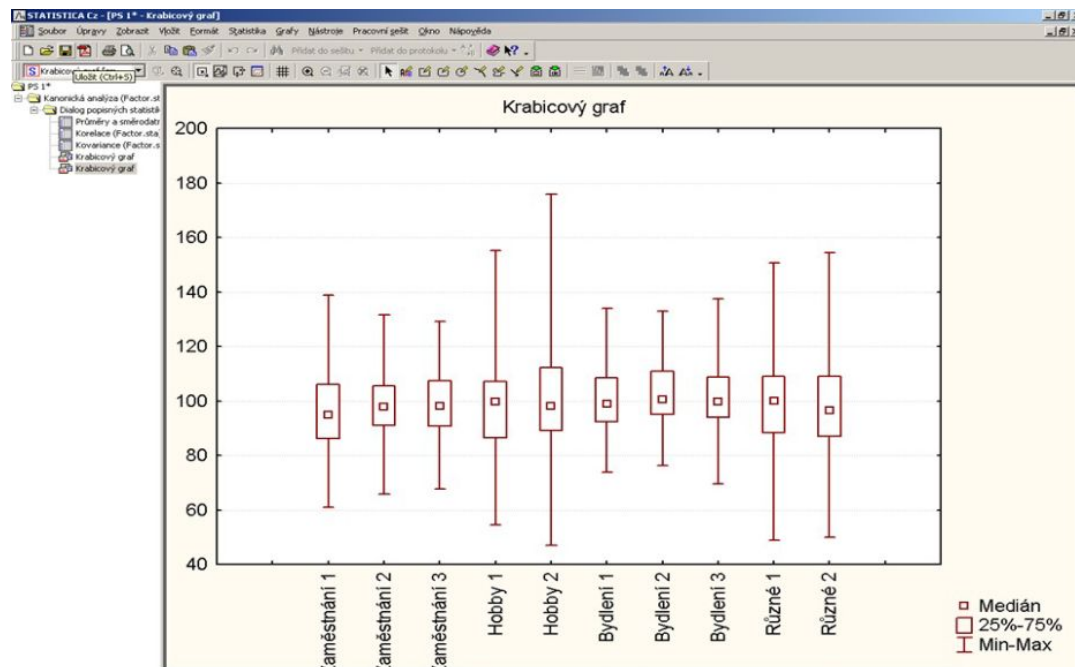 STATISTICA Cz - [PS 1* - Krabicový graf]
Soubor Úpravy Zobrazit Vložit Formát Statistika Grafy Nástroje Pracovní sešit Okno Nápověda
Přidat do sešitu Přidat do protokolu
Krabicový graf
Uložit (Ctrl+S)
PS 1*
Kanonická analýza (Factor.st
Dialog popisných statistik
Průměry a směrodatn
Korelace (Factor.sta
Kovariance (Factor.s
Krabicový graf
Krabicový graf
Krabicový graf
200
180
160
140
120
100
80
60
40
Zaměstnání 1
Zaměstnání 2
Zaměstnání 3
Hobby 1
Hobby 2
Bydlení 1
Bydlení 2
Bydlení 3
Různé 1
Různé 2
Medián
25%-75%
Min-Max